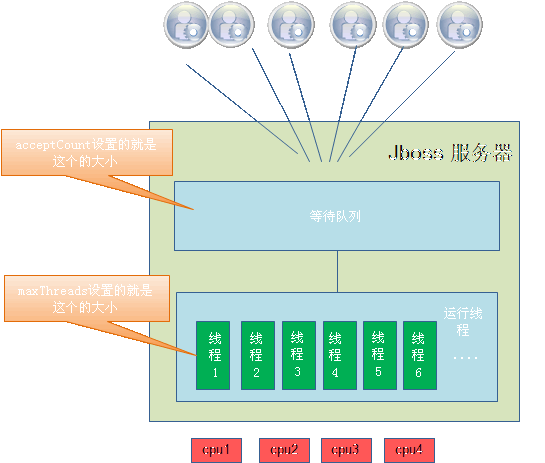 acceptCount设置的就是
这个的大小
Jboss 服务器
等待队列
maxThreads设置的就是
这个的大小
运行线
程
....
线
程
1
线
程
2
线
程
3
线
程
4
线
程
5
线
程
6
cpu1
cpu2
cpu3
cpu4